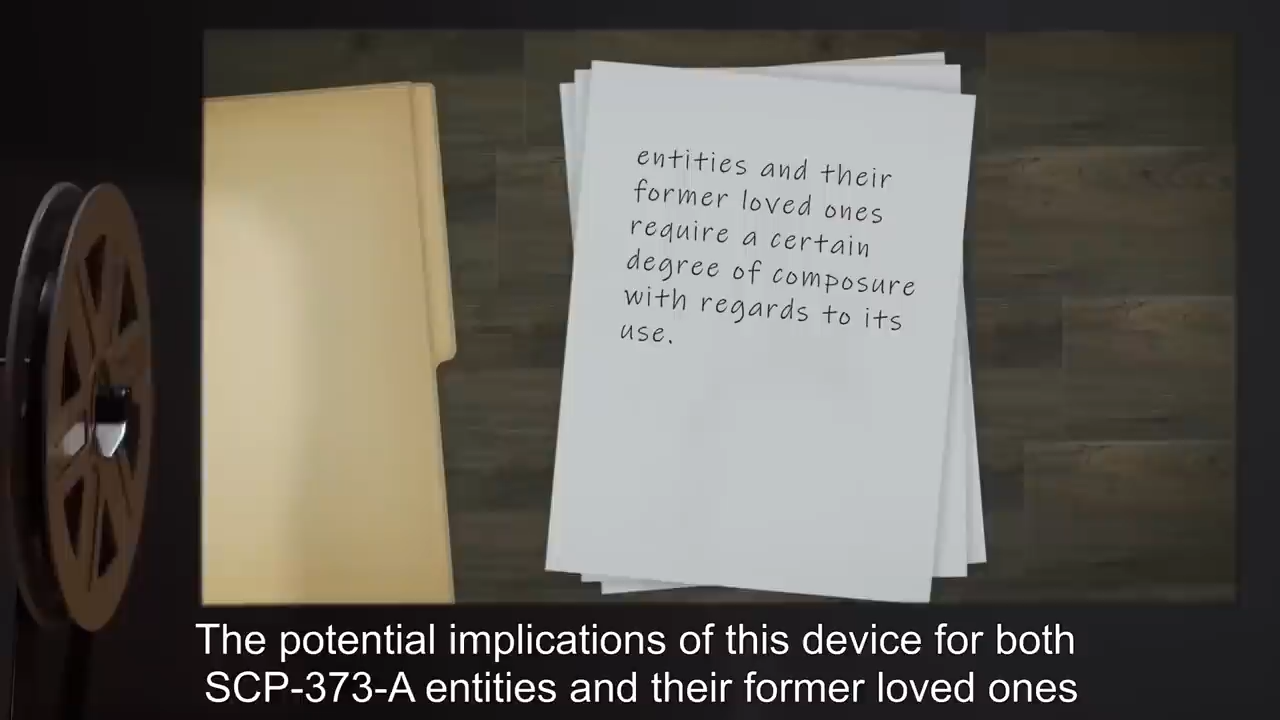 entities and their
former loved ones
require a certain
degree of composure
with regards to its
use.
The potential implications of this device for both
SCP-373-A entities and their former loved ones